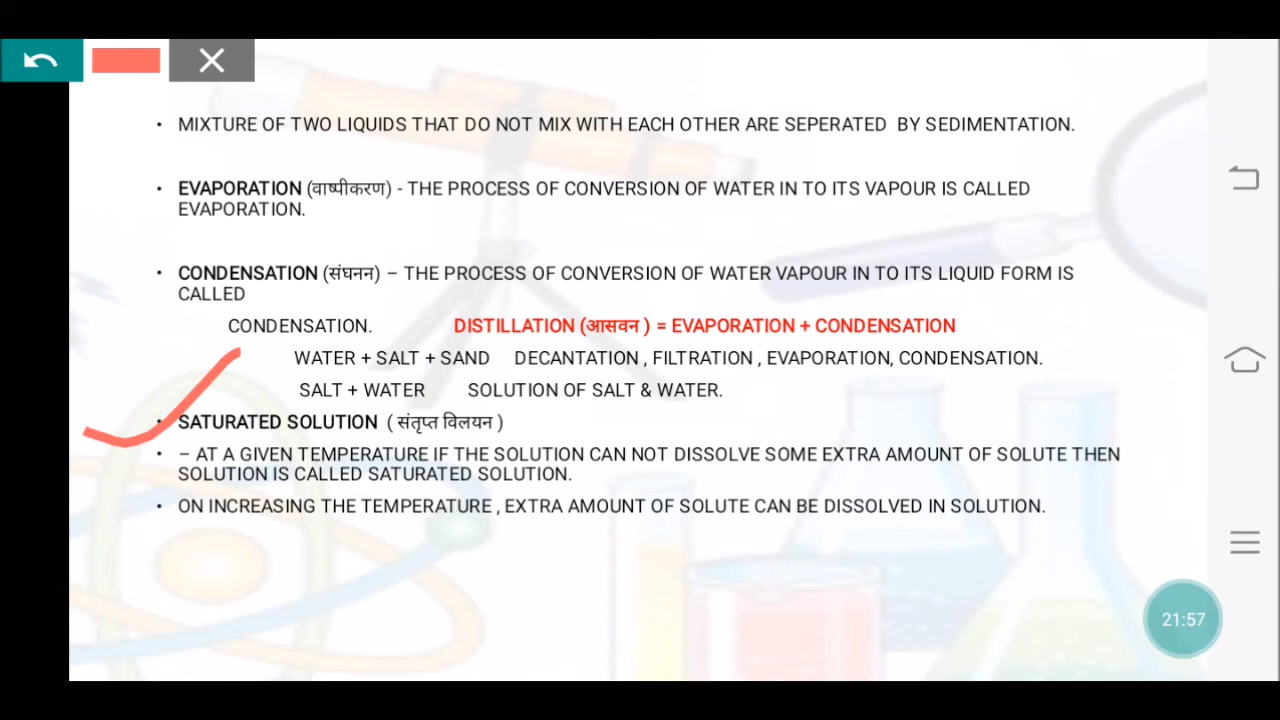 • MIXTURE OF TWO LIQUIDS THAT DO NOT MIX WITH EACH OTHER ARE SEPERATED BY SEDIMENTATION.
• EVAPORATION (वाष्पीकरण) - THE PROCESS OF CONVERSION OF WATER IN TO ITS VAPOUR IS CALLED
EVAPORATION.
• CONDENSATION (संघनन) – THE PROCESS OF CONVERSION OF WATER VAPOUR IN TO ITS LIQUID FORM IS
CALLED
CONDENSATION. DISTILLATION (आसवन ) = EVAPORATION + CONDENSATION
WATER + SALT + SAND DECANTATION , FILTRATION , EVAPORATION, CONDENSATION.
SALT + WATER SOLUTION OF SALT & WATER.
• SATURATED SOLUTION ( संतृप्त विलयन )
• – AT A GIVEN TEMPERATURE IF THE SOLUTION CAN NOT DISSOLVE SOME EXTRA AMOUNT OF SOLUTE THEN
SOLUTION IS CALLED SATURATED SOLUTION.
• ON INCREASING THE TEMPERATURE , EXTRA AMOUNT OF SOLUTE CAN BE DISSOLVED IN SOLUTION.
21:57